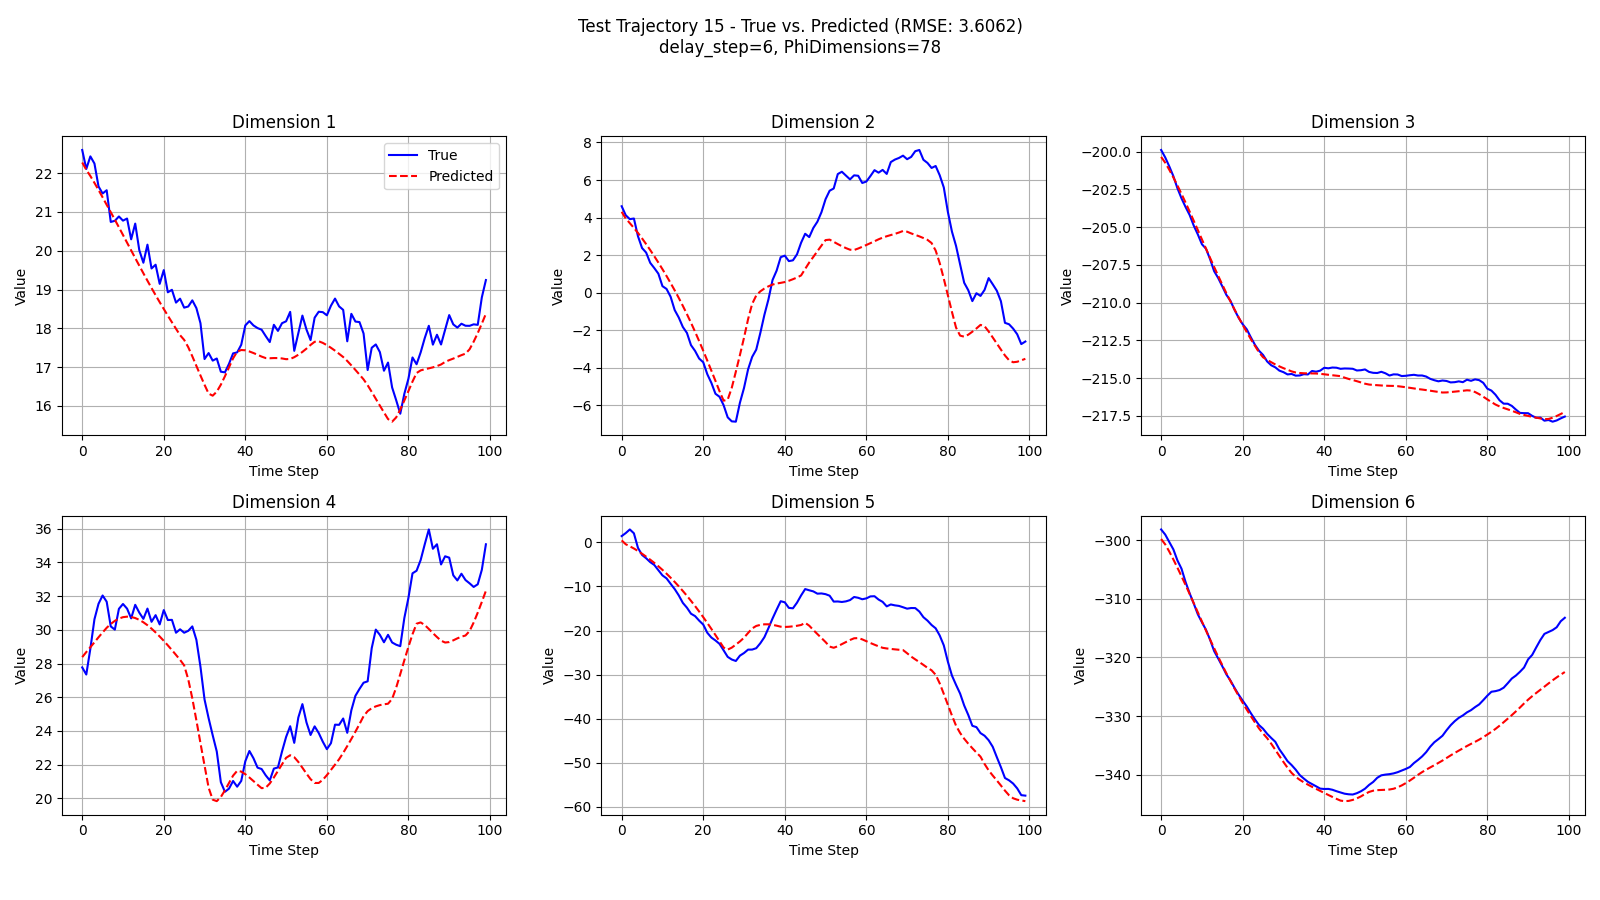 Test Trajectory 15 - True vs. Predicted (RMSE: 3.6062)
delay_step=6, PhiDimensions=78
Dimension 1
True
Predicted
Value
22
21
20
19
18
17
16
0 20 40 60 80 100
Time Step
Dimension 2
Value
8
6
4
2
0
−2
−4
−6
0 20 40 60 80 100
Time Step
Dimension 3
Value
−200.0
−202.5
−205.0
−207.5
−210.0
−212.5
−215.0
−217.5
0 20 40 60 80 100
Time Step
Dimension 4
Value
36
34
32
30
28
26
24
22
20
0 20 40 60 80 100
Time Step
Dimension 5
Value
0
−10
−20
−30
−40
−50
−60
0 20 40 60 80 100
Time Step
Dimension 6
Value
−300
−310
−320
−330
−340
0 20 40 60 80 100
Time Step